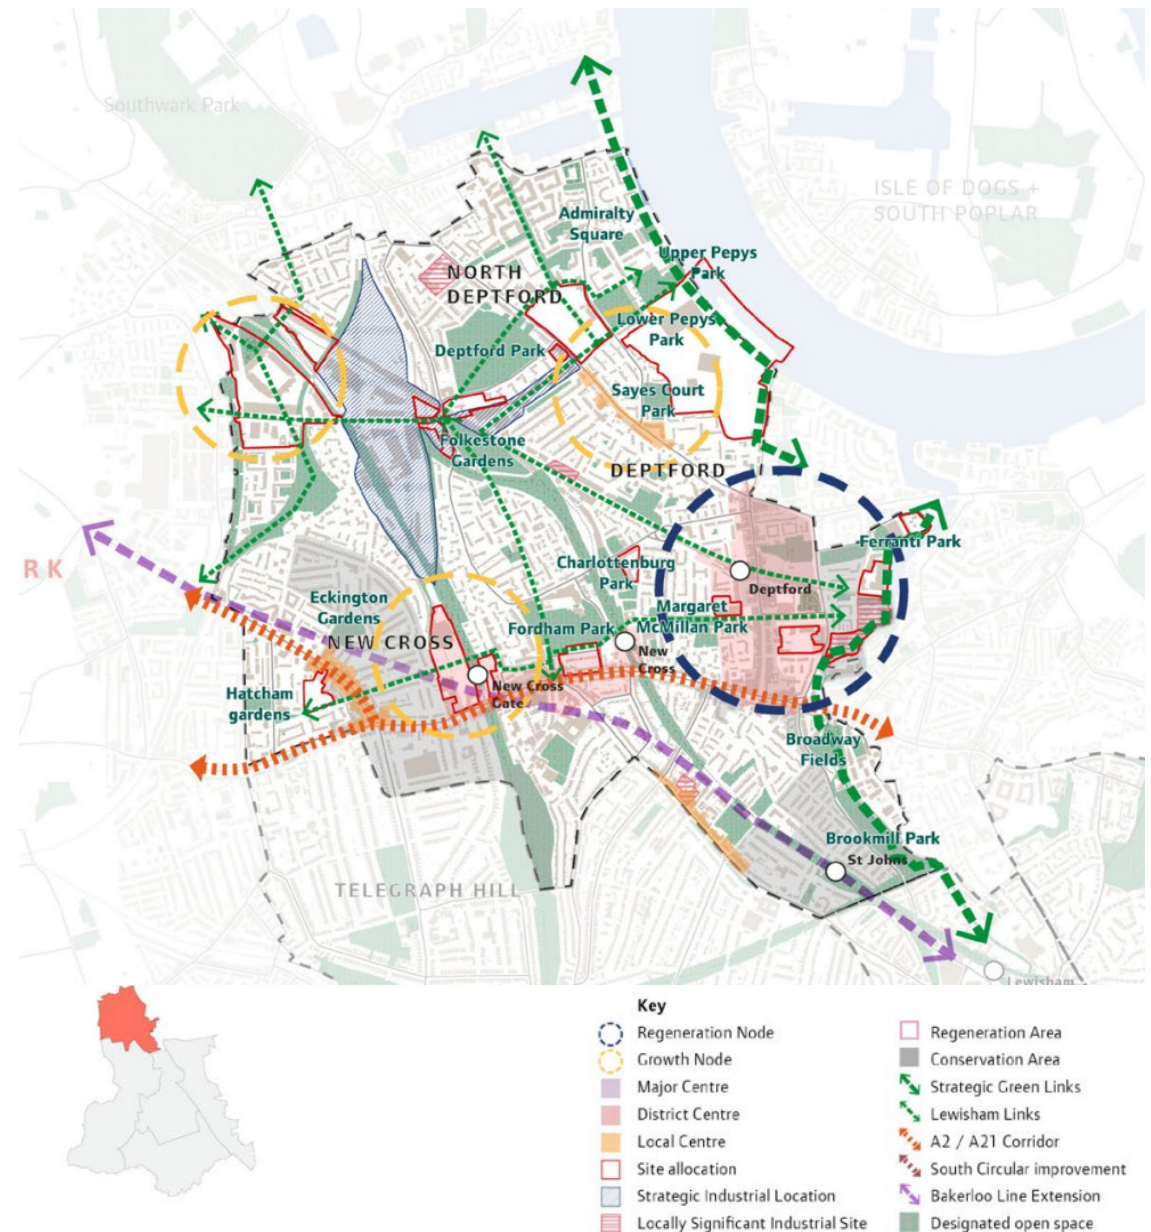 Southwark Park
ISLE OF DOGS +
SOUTH POPLAR
Admiralty
Square
Upper Pepys
Park
NORTH
DEPTFORD
Lower Pepys
Park
Deptford Park
Sayes Court
Park
Folkestone
Gardens
DEPTFORD
Ferranti Park
RK
Charlottenburg
Park
Deptford
Eckington
Gardens
Margaret
McMillan Park
Fordham Park
NEW CROSS
New
Cross
New Cross
Gate
Hatcham
gardens
Broadway
Fields
Brookmill Park
St Johns
TELEGRAPH HILL
Lewisham
Key
Regeneration Node
Growth Node
Major Centre
District Centre
Local Centre
Site allocation
Strategic Industrial Location
Locally Significant Industrial Site
Regeneration Area
Conservation Area
Strategic Green Links
Lewisham Links
A2 / A21 Corridor
South Circular improvement
Bakerloo Line Extension
Designated open space